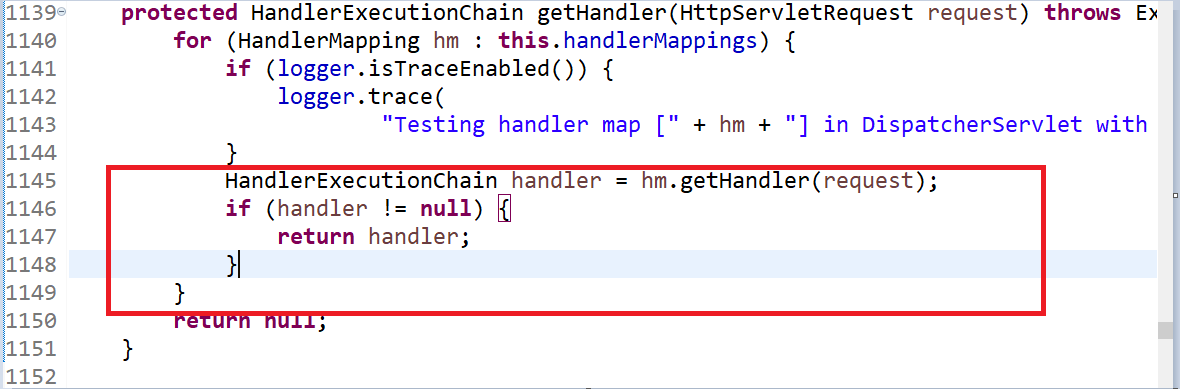 1139 protected HandlerExecutionChain getHandler(HttpServletRequest request) throws Ex
1140 for (HandlerMapping hm : this.handlerMappings) {
1141 if (logger.isTraceEnabled()) {
1142 logger.trace(
1143 "Testing handler map [" + hm + "] in DispatcherServlet with
1144 }
1145 HandlerExecutionChain handler = hm.getHandler(request);
1146 if (handler != null) {
1147 return handler;
1148 }
1149 }
1150 return null;
1151 }
1152